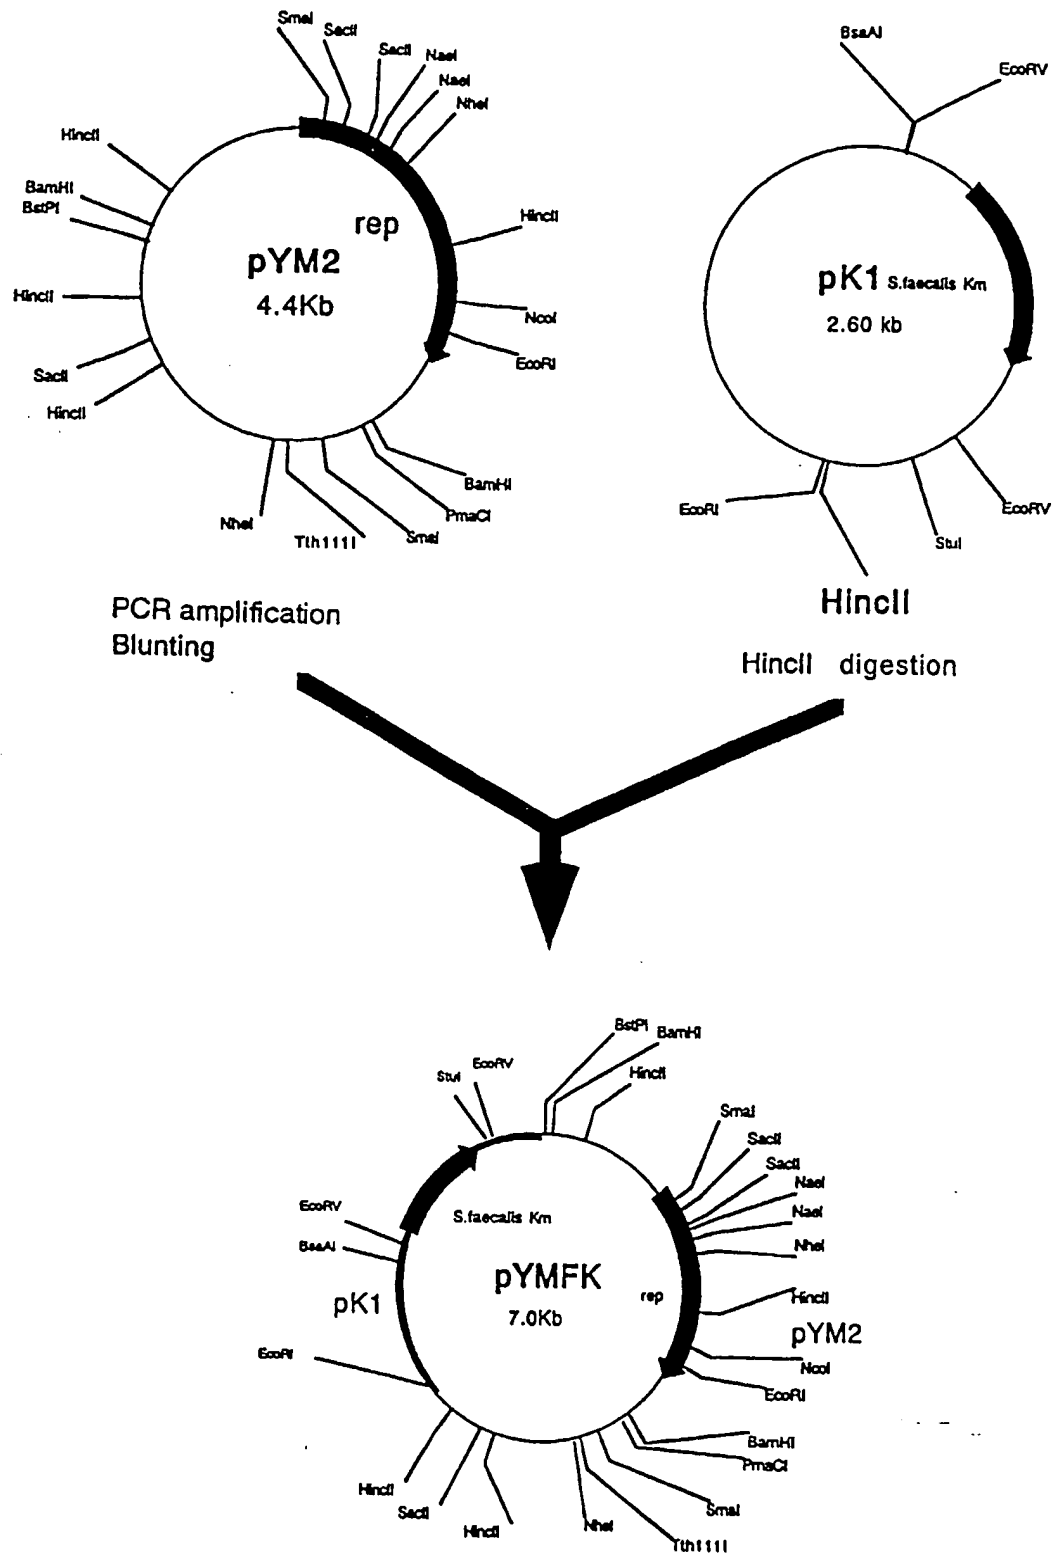 SmaI
SacII
SacII
NaeI
NaeI
NheI
HincII
BamHI
BstPI
HincII
rep
pYM2
4.4Kb
HincII
NcoI
EcoRI
SacII
HincII
BamHI
PmaCI
SmaI
Tth111I
NheI
BsaAI
EcoRV
pK1 S.faecalis Km
2.60 kb
EcoRI
EcoRV
StuI
HincII
PCR amplification
Blunting
HincII digestion
BstPI
BamHI
HincII
EcoRV
StuI
SmaI
SacII
SacII
NaeI
NaeI
NheI
EcoRV
BsaAI
S.faecalis Km
pYMFK
7.0Kb
rep
HincII
pK1
pYM2
NcoI
EcoRI
EcoRI
BamHI
PmaCI
HincII
SacII
HincII
NheI
SmaI
Tth111I